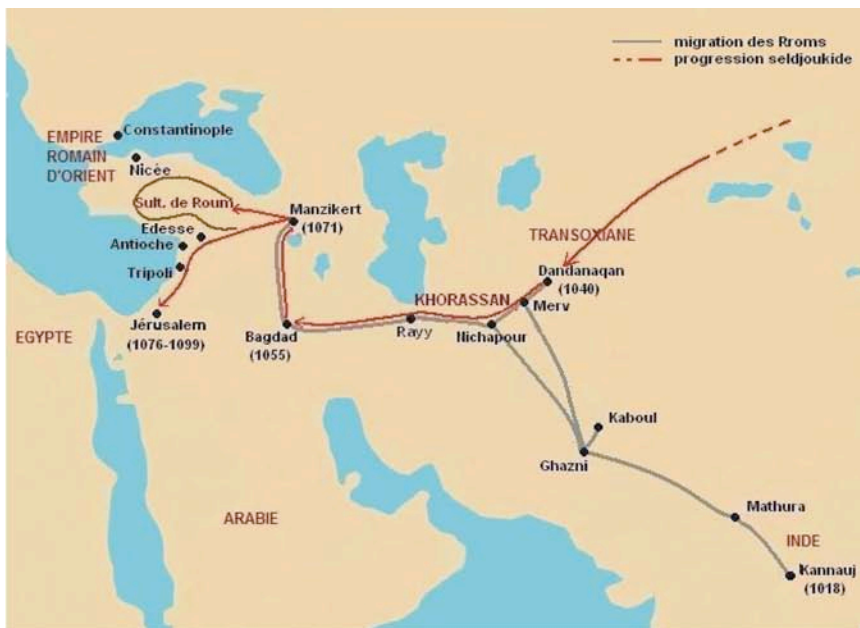 migration des Rroms
progression seldjoukide
Constantinople
EMPIRE
ROMAIN
D'ORIENT
Nicée
Sult. de Roum
Manzikert
(1071)
Edesse
Antioche
Tripoli
TRANSOXIANE
Dandanaqan
(1040)
KHORASSAN
Merv
Jérusalem
(1076-1099)
EGYPTE
Bagdad
(1055)
Rayy
Nichapour
Kaboul
Ghazni
Mathura
ARABIE
INDE
Kannauj
(1018)